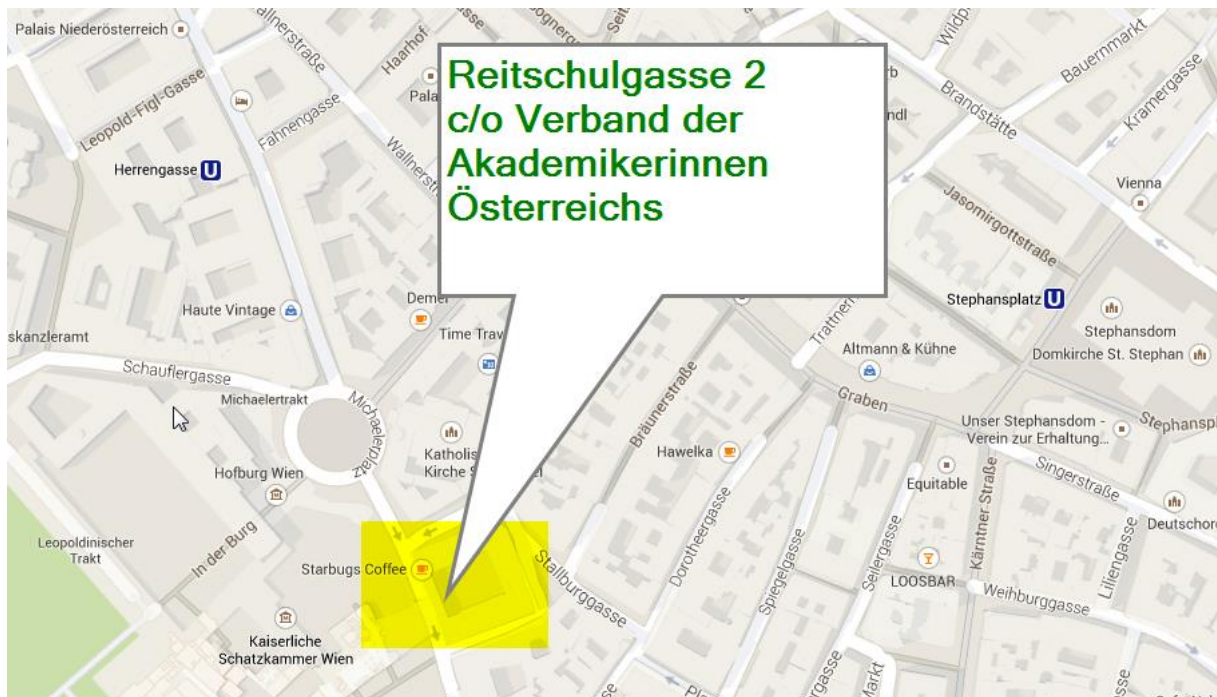 Palais Niederösterreich
Wallnerstraße
Haarhof
Leopold-Figl-Gasse
Fahnengasse
Herrengasse U
Reitschulgasse 2
c/o Verband der
Akademikerinnen
Österreichs
Brandstätte
Bauernmarkt
Kramergasse
Vienna
Jasomirgottstraße
Stephansplatz U
Stephansdom
Domkirche St. Stephan
Haute Vintage
Demel
Time Trav
skanzleramt
Schauflergasse
Michaelertrakt
Michaelerplatz
Altmann & Kühne
Graben
Bräunerstraße
Unser Stephansdom -
Verein zur Erhaltung...
Stephanspl
Hofburg Wien
Katholis
Kirche S
Hawelka
Equitable
Singerstraße
Kärntner Straße
Deutschor
Leopoldinischer
Trakt
In der Burg
Starbugs Coffee
Stallburggasse
Dorotheergasse
Spiegelgasse
Seilergasse
LOOSBAR
Weihburggasse
Liliengasse
Kaiserliche
Schatzkammer Wien